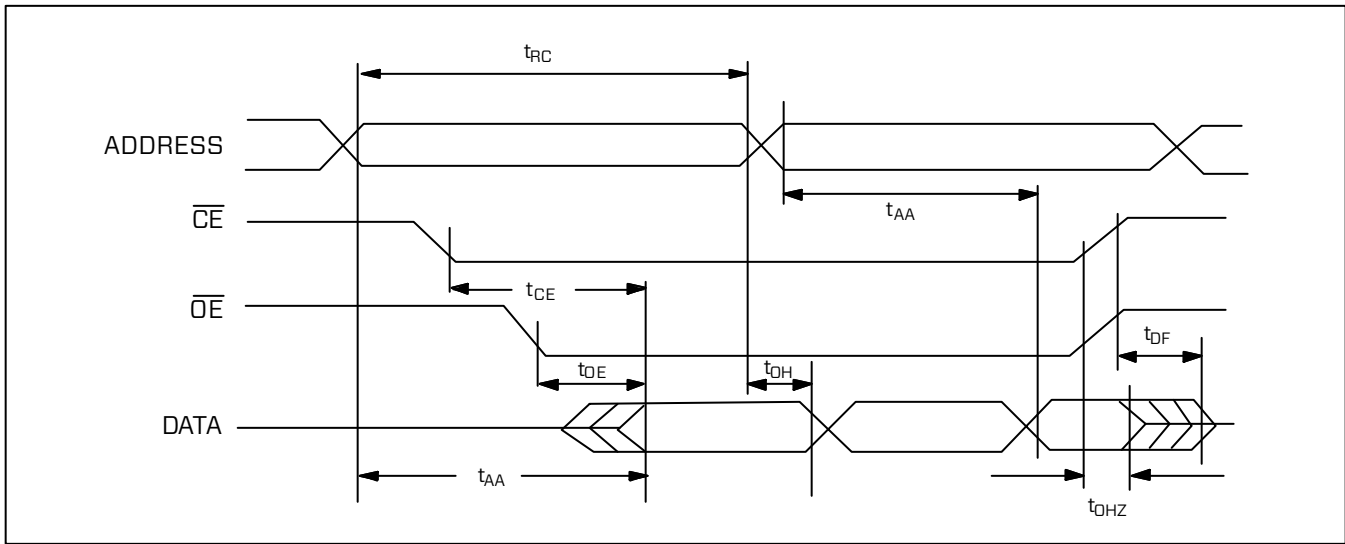 tRC
ADDRESS
tAA
CE
tCE
OE
tDF
tOE
tOH
DATA
tAA
tOHZ